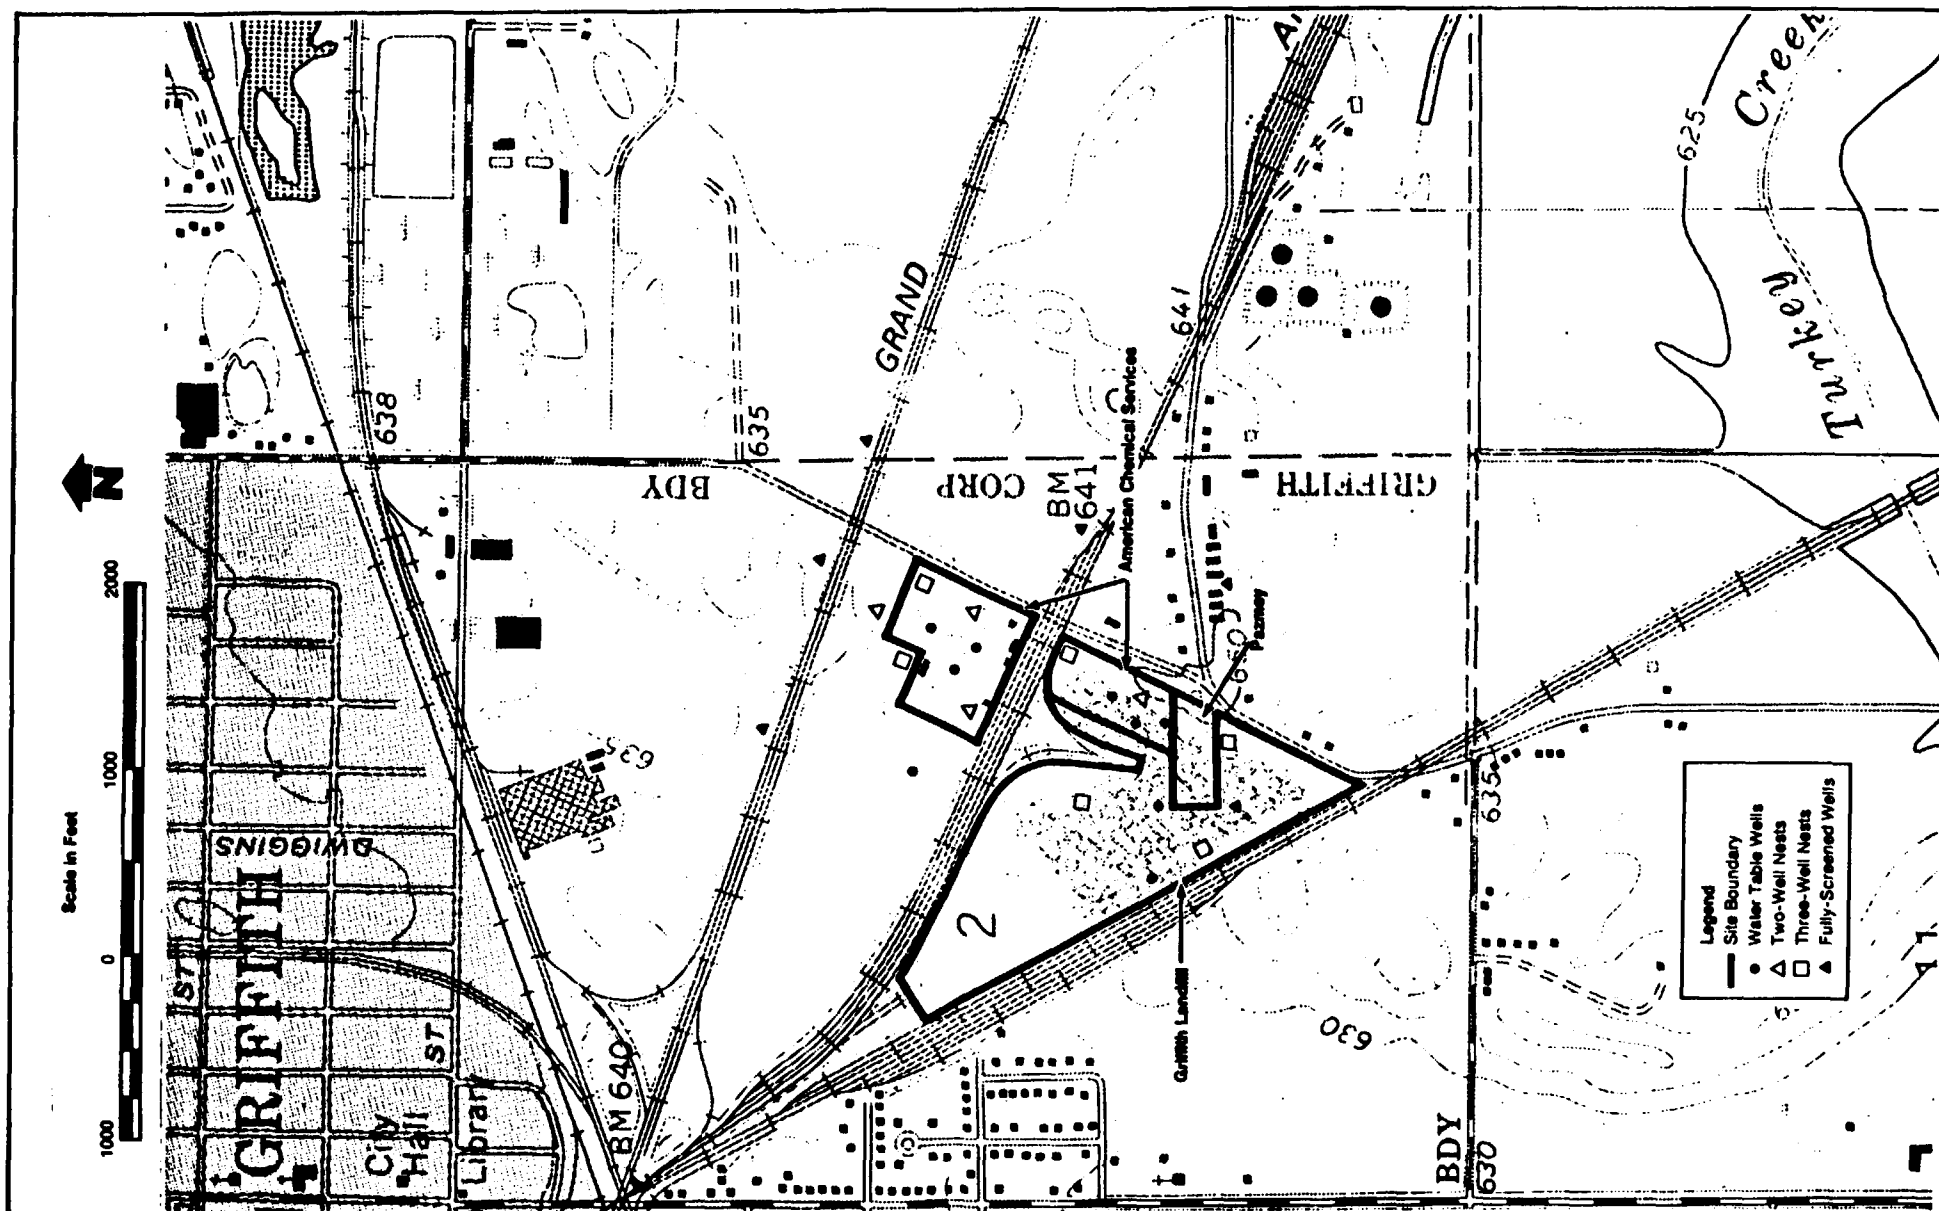 Scale in Feet
1000
0
1000
2000
N
GRIFFITH
ST
DWIGGINS
ST
City
Hall
Library
BM 640
638
635
635
BDY
CORP
GRIFFITH
GRAND
BM
641
641
American Chemical Services
650
Pazmey
2
Griffith Landfill
630
BDY
630
635
625
Turkey Creek
Legend
Site Boundary
Water Table Wells
Two-Well Nests
Three-Well Nests
Fully-Screened Wells